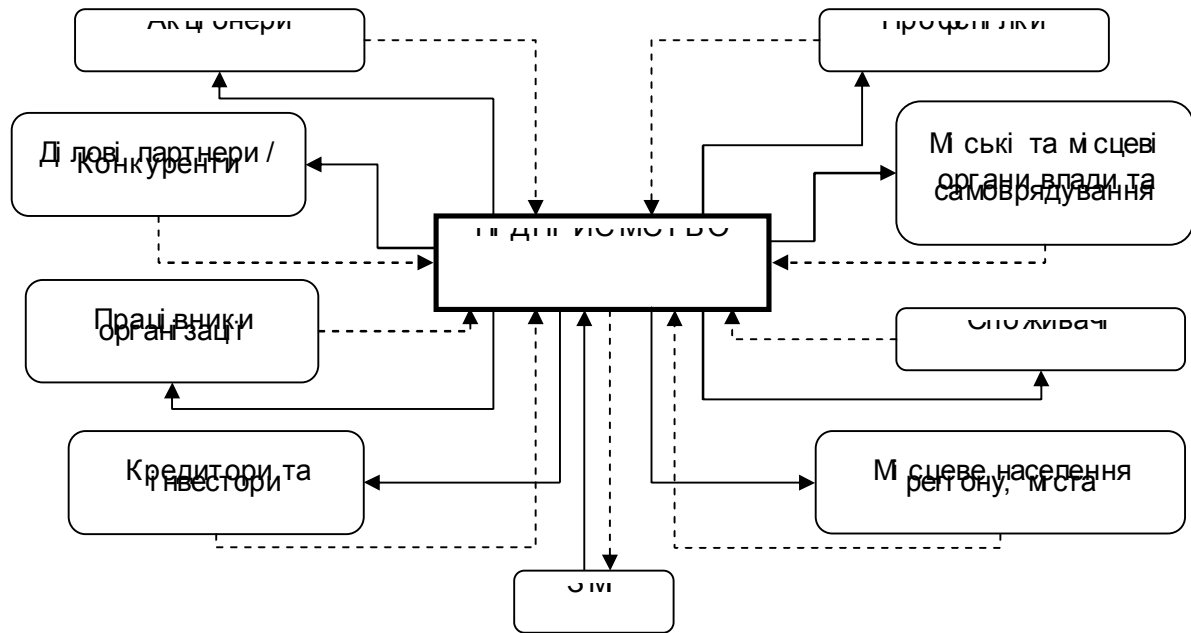 Акціонери
Профспілки
Ділові партнери /
Конкуренти
Міські та місцеві
органи влади та
самоврядування
ПІДПРИЄМСТВО
Працівники
організації
Споживачі
Кредитори та
інвестори
Місцеве населення
регіону, міста